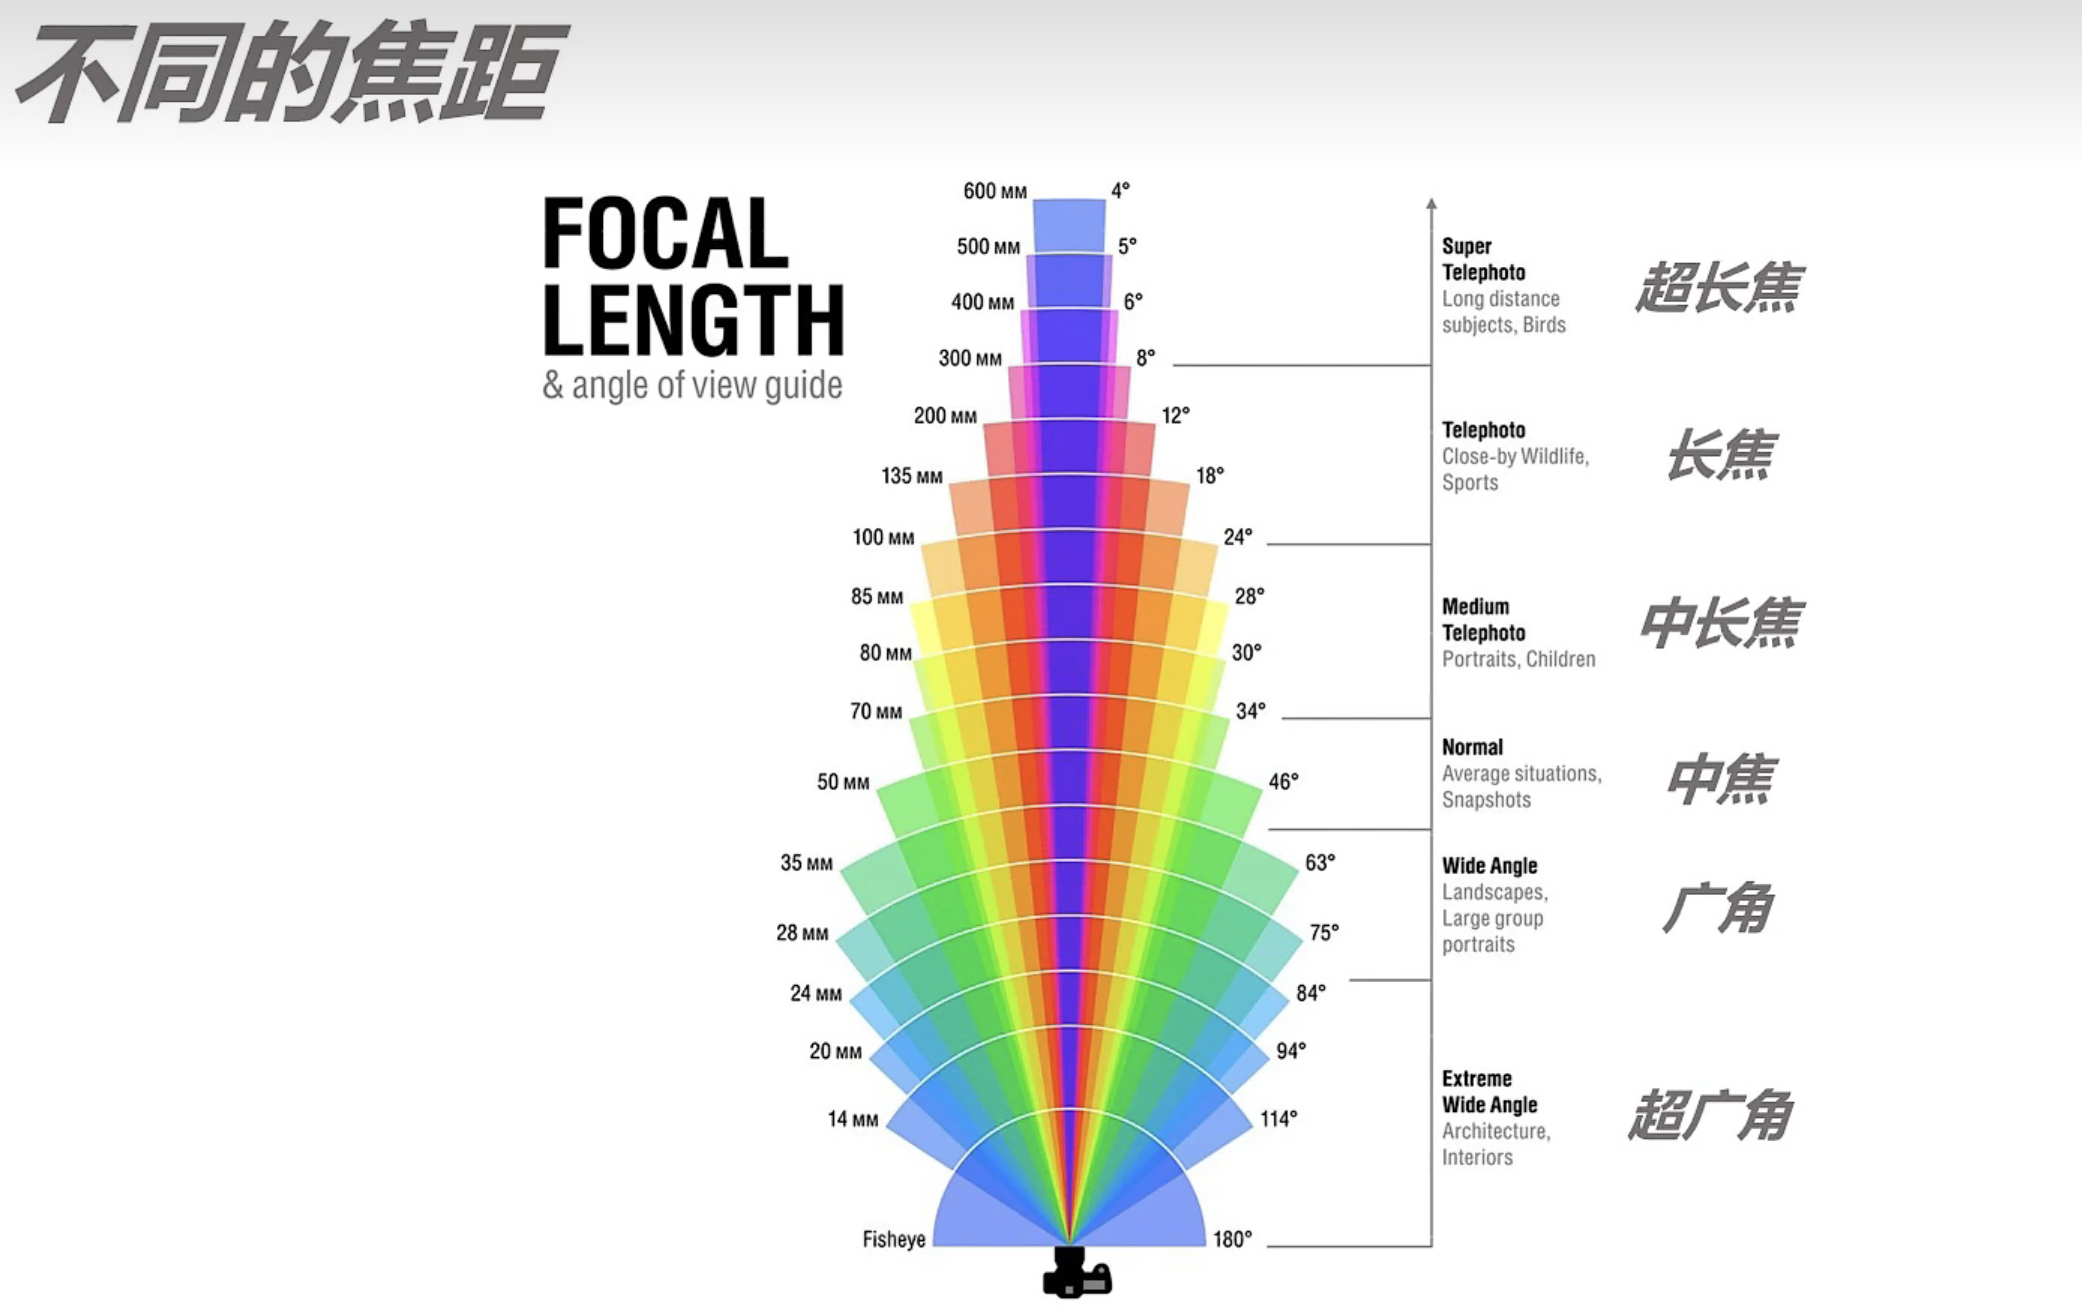 不同的焦距
FOCAL
LENGTH
& angle of view guide
600 MM 4°
500 MM 5°
400 MM 6°
300 MM 8°
200 MM 12°
135 MM 18°
100 MM 24°
85 MM 28°
80 MM 30°
70 MM 34°
50 MM 46°
35 MM 63°
28 MM 75°
24 MM 84°
20 MM 94°
14 MM 114°
Fisheye 180°
Super
Telephoto
Long distance
subjects, Birds
超长焦
Telephoto
Close-by Wildlife,
Sports
长焦
Medium
Telephoto
Portraits, Children
中长焦
Normal
Average situations,
Snapshots
中焦
Wide Angle
Landscapes,
Large group
portraits
广角
Extreme
Wide Angle
Architecture,
Interiors
超广角